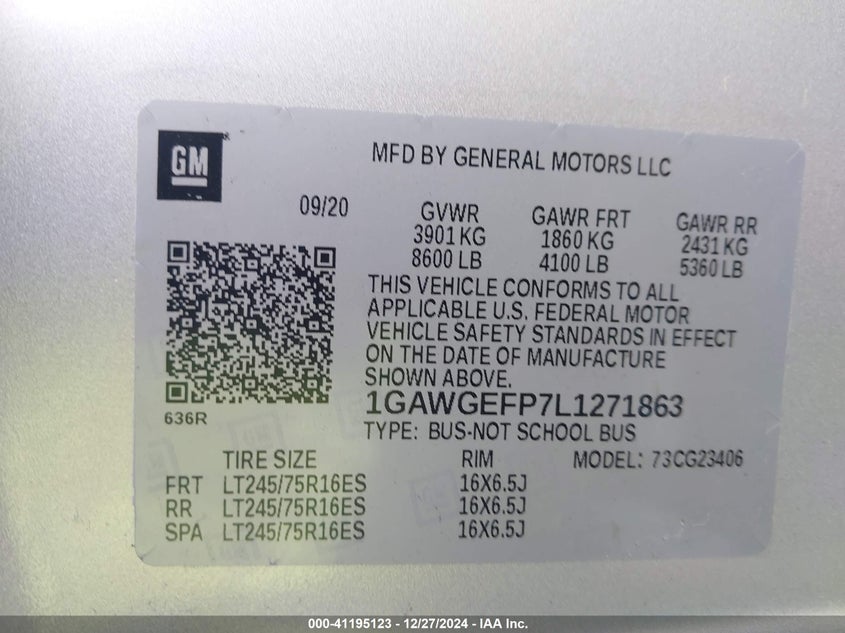 GM
MFD BY GENERAL MOTORS LLC
09/20
GVWR GAWR FRT GAWR RR
3901 KG 1860 KG 2431 KG
8600 LB 4100 LB 5360 LB
THIS VEHICLE CONFORMS TO ALL
APPLICABLE U.S. FEDERAL MOTOR
VEHICLE SAFETY STANDARDS IN EFFECT
ON THE DATE OF MANUFACTURE
SHOWN ABOVE.
636R
1GAWGEFP7L1271863
TYPE: BUS-NOT SCHOOL BUS
TIRE SIZE RIM MODEL: 73CG23406
FRT LT245/75R16ES 16X6.5J
RR LT245/75R16ES 16X6.5J
SPA LT245/75R16ES 16X6.5J
000-41195123 - 12/27/2024 - IAA Inc.